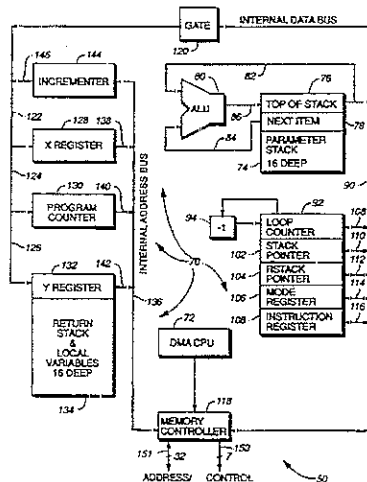 GATE
INTERNAL DATA BUS
120
146
144
INCREMENTER
122
128
138
X REGISTER
124
130
140
PROGRAM
COUNTER
126
132
142
Y REGISTER
136
RETURN
STACK
&
LOCAL
VARIABLES
16 DEEP
134
INTERNAL ADDRESS BUS
80
82
76
ALU
TOP OF STACK
86
78
NEXT ITEM
84
PARAMETER
STACK
74
16 DEEP
90
92
94
-1
LOOP
COUNTER
108
102
STACK
POINTER
110
104
RSTACK
POINTER
112
106
MODE
REGISTER
114
108
INSTRUCTION
REGISTER
116
72
DMA CPU
118
MEMORY
CONTROLLER
151
32
150
7
ADDRESS/
CONTROL
50